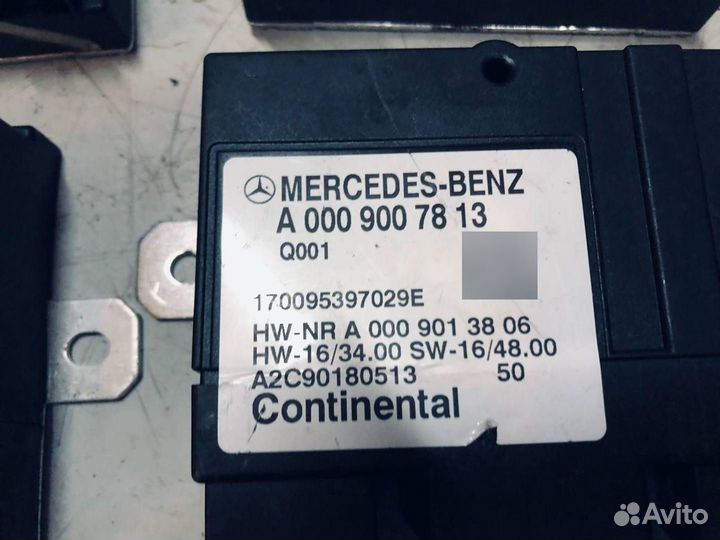 MERCEDES-BENZ
A 000 900 78 13
Q001
170095397029E
HW-NR A 000 901 38 06
HW-16/34.00 SW-16/48.00
A2C90180513 50
Continental
Avito